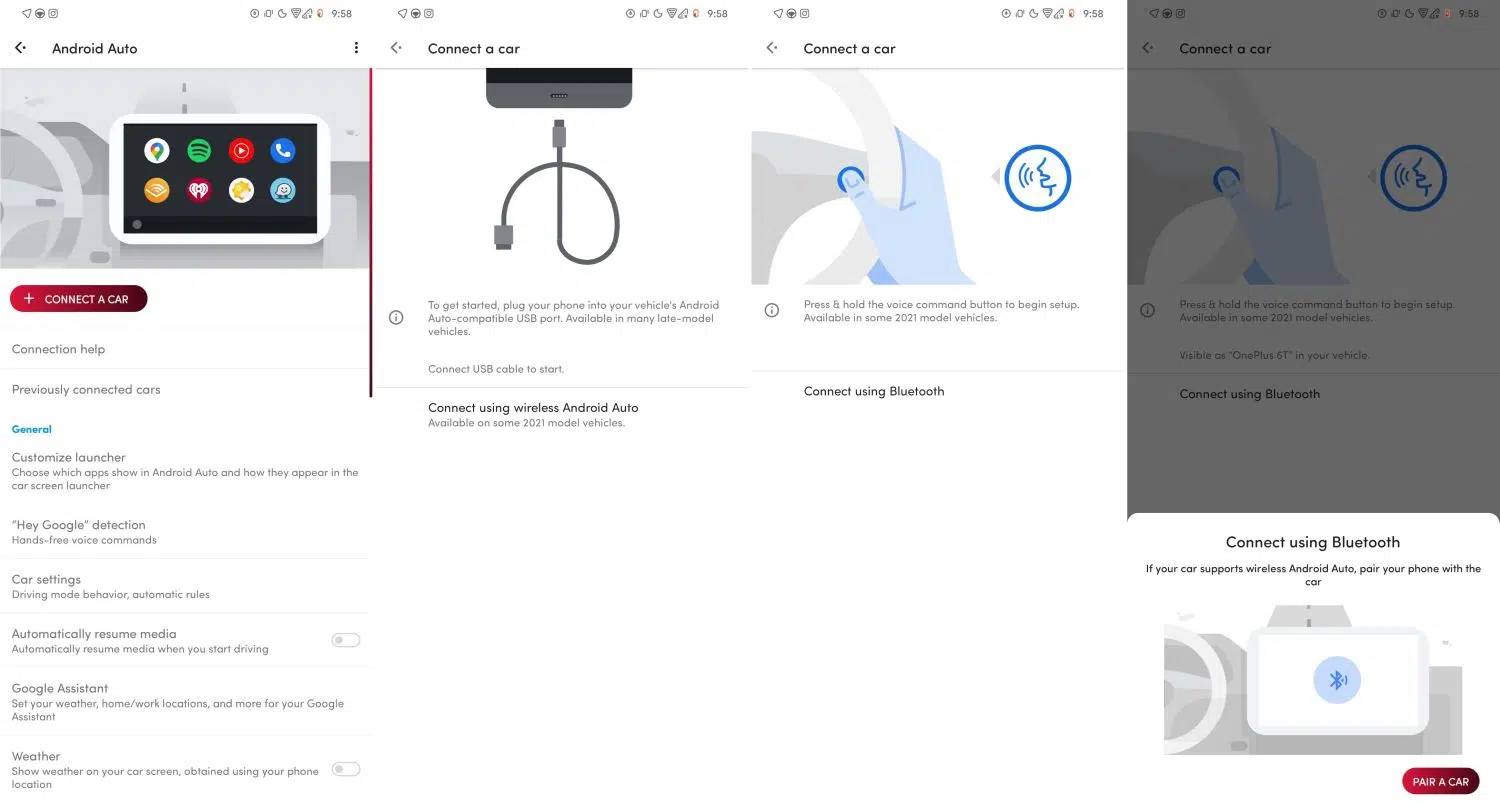 9:58
Android Auto
CONNECT A CAR
Connection help
Previously connected cars
General
Customize launcher
Choose which apps show in Android Auto and how they appear in the
car screen launcher
“Hey Google” detection
Hands-free voice commands
Car settings
Driving mode behavior, automatic rules
Automatically resume media
Automatically resume media when you start driving
Google Assistant
Set your weather, home/work locations, and more for your Google
Assistant
Weather
Show weather on your car screen, obtained using your phone
location
9:58
Connect a car
To get started, plug your phone into your vehicle's Android
Auto-compatible USB port. Available in many late-model
vehicles.
Connect USB cable to start.
Connect using wireless Android Auto
Available on some 2021 model vehicles.
9:58
Connect a car
Press & hold the voice command button to begin setup.
Available in some 2021 model vehicles.
Connect using Bluetooth
9:58
Connect a car
Press & hold the voice command button to begin setup.
Available in some 2021 model vehicles.
Visible as “OnePlus 6T” in your vehicle.
Connect using Bluetooth
Connect using Bluetooth
If your car supports wireless Android Auto, pair your phone with the
car
PAIR A CAR